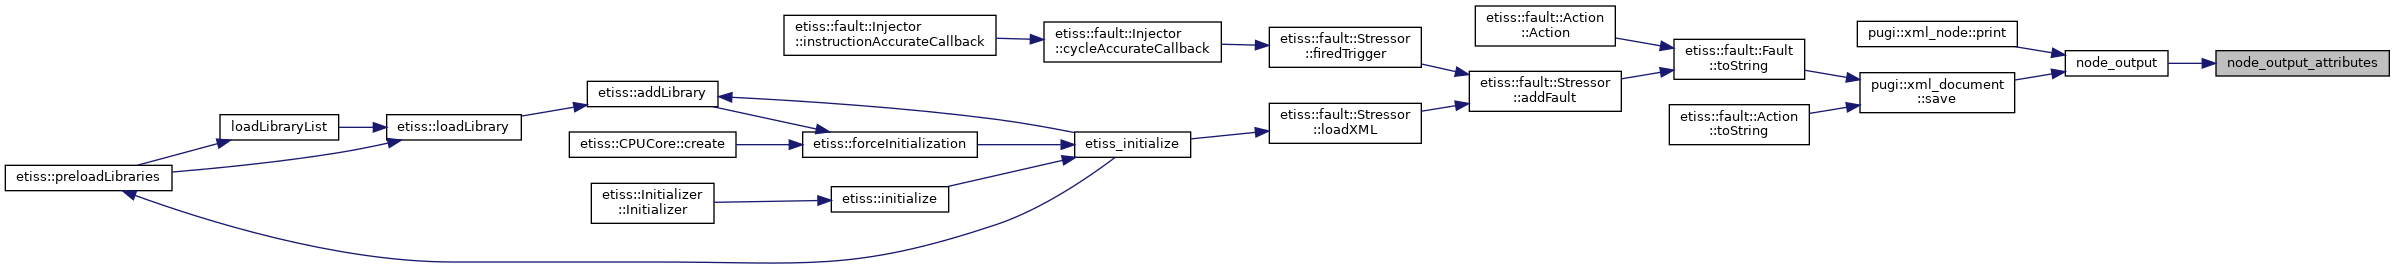 etiss::preloadLibraries
loadLibraryList
etiss::loadLibrary
etiss::addLibrary
etiss::CPUCore::create
etiss::Initializer
::Initializer
etiss::fault::Injector
::instructionAccurateCallback
etiss::forceInitialization
etiss::initialize
etiss::fault::Injector
::cycleAccurateCallback
etiss_initialize
etiss::fault::Stressor
::firedTrigger
etiss::fault::Stressor
::loadXML
etiss::fault::Action
::Action
etiss::fault::Stressor
::addFault
etiss::fault::Fault
::toString
etiss::fault::Action
::toString
pugi::xml_node::print
pugi::xml_document
::save
node_output
node_output_attributes